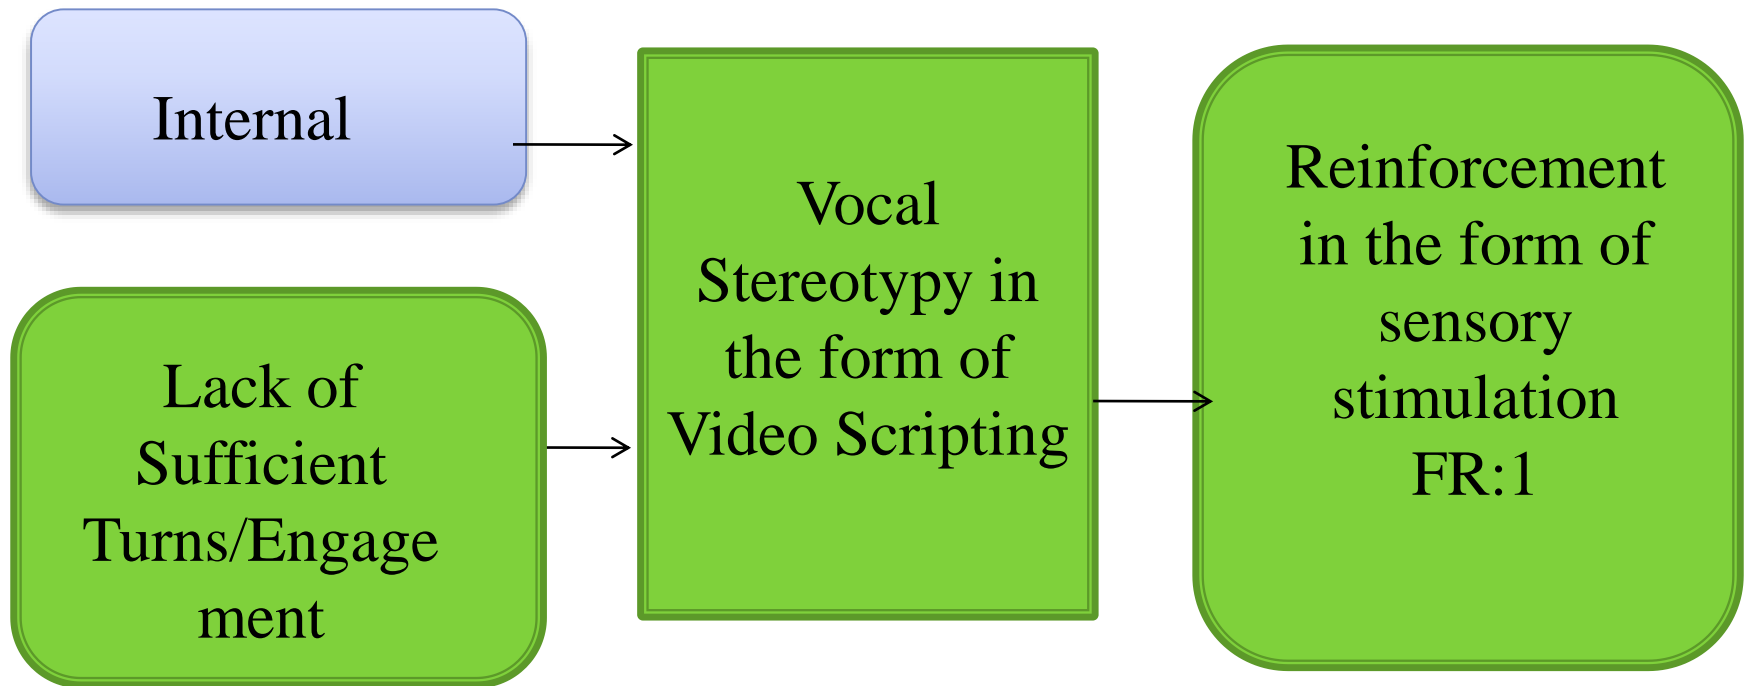 Internal
Lack of
Sufficient
Turns/Engage
ment
Vocal
Stereotypy in
the form of
Video Scripting
Reinforcement
in the form of
sensory
stimulation
FR:1